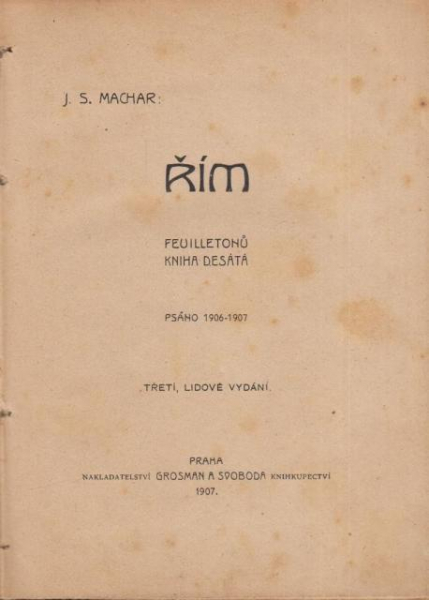 J. S. MACHAR:
ŘÍM
FEUILLETONŮ
KNIHA DESÁTÁ
PSÁNO 1906-1907
TŘETÍ, LIDOVÉ VYDÁNÍ.
PRAHA
NAKLADATELSTVÍ GROSMAN A SVOBODA KNIHKUPECTVÍ
1907.